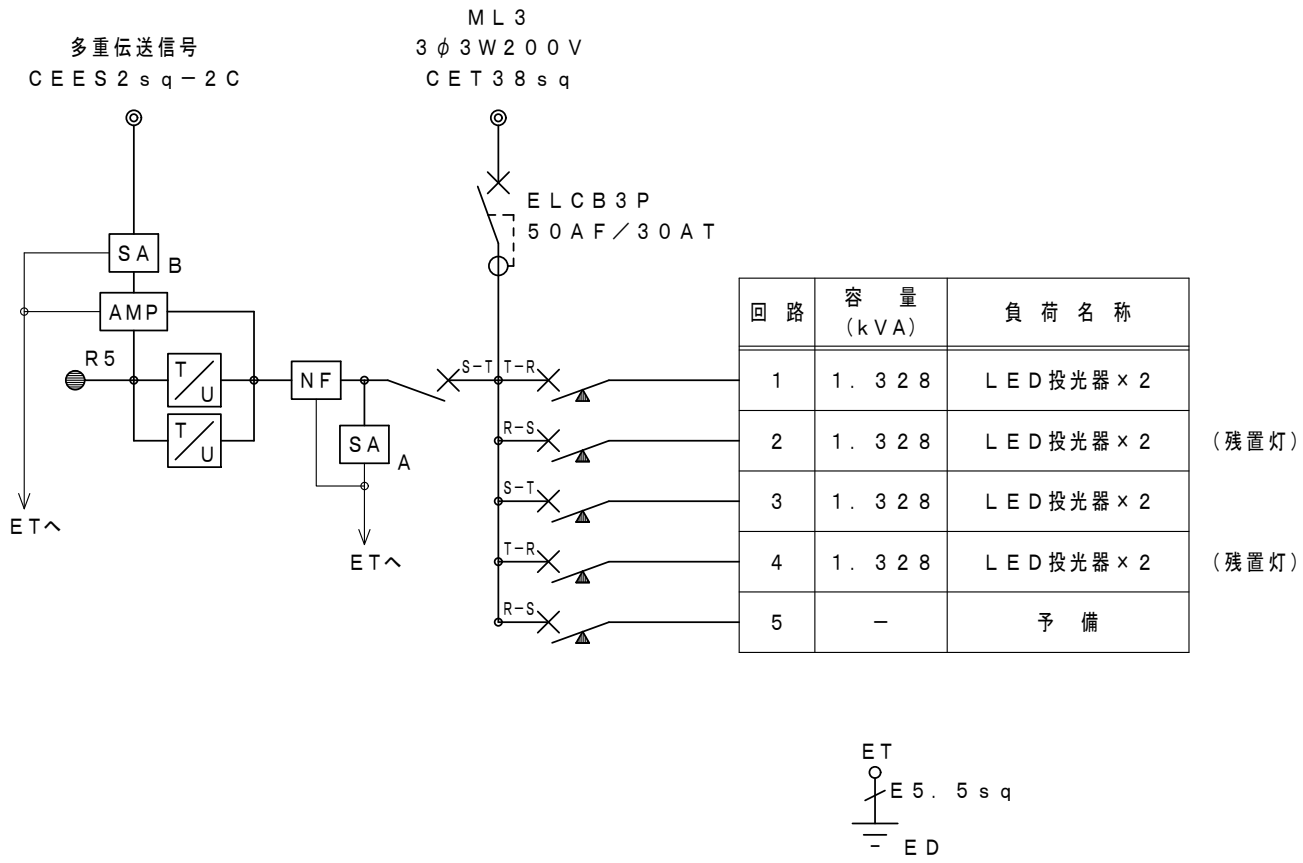 多重伝送信号
CEES2sq-2C
ML3
3φ3W200V
CET38sq
ELCB3P
50AF/30AT
SA
B
AMP
R5
T/U
T/U
NF
SA
A
ETへ
ETへ
S-T
T-R
R-S
S-T
T-R
R-S
回路 容量(kVA) 負荷名称
1 1.328 LED投光器×2
2 1.328 LED投光器×2 (残置灯)
3 1.328 LED投光器×2
4 1.328 LED投光器×2 (残置灯)
5 - 予備
ET
E5.5sq
ED